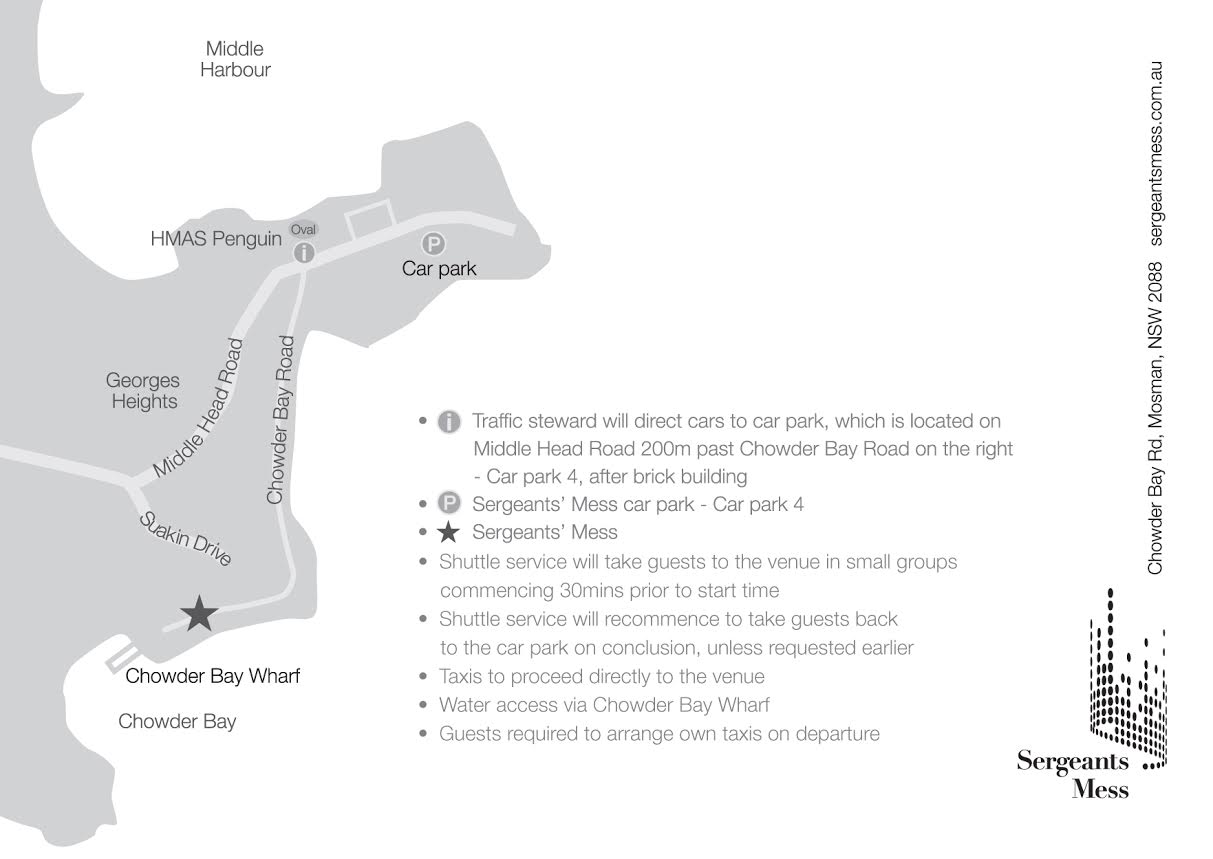 Middle
Harbour
HMAS Penguin
Oval
i
P
Car park
Georges
Heights
Middle Head Road
Chowder Bay Road
Suakin Drive
Chowder Bay Wharf
Chowder Bay
• i Traffic steward will direct cars to car park, which is located on
Middle Head Road 200m past Chowder Bay Road on the right
- Car park 4, after brick building
• P Sergeants’ Mess car park - Car park 4
• ★ Sergeants’ Mess
• Shuttle service will take guests to the venue in small groups
commencing 30mins prior to start time
• Shuttle service will recommence to take guests back
to the car park on conclusion, unless requested earlier
• Taxis to proceed directly to the venue
• Water access via Chowder Bay Wharf
• Guests required to arrange own taxis on departure
Chowder Bay Rd, Mosman, NSW 2088 sergeantsmess.com.au
Sergeants
Mess